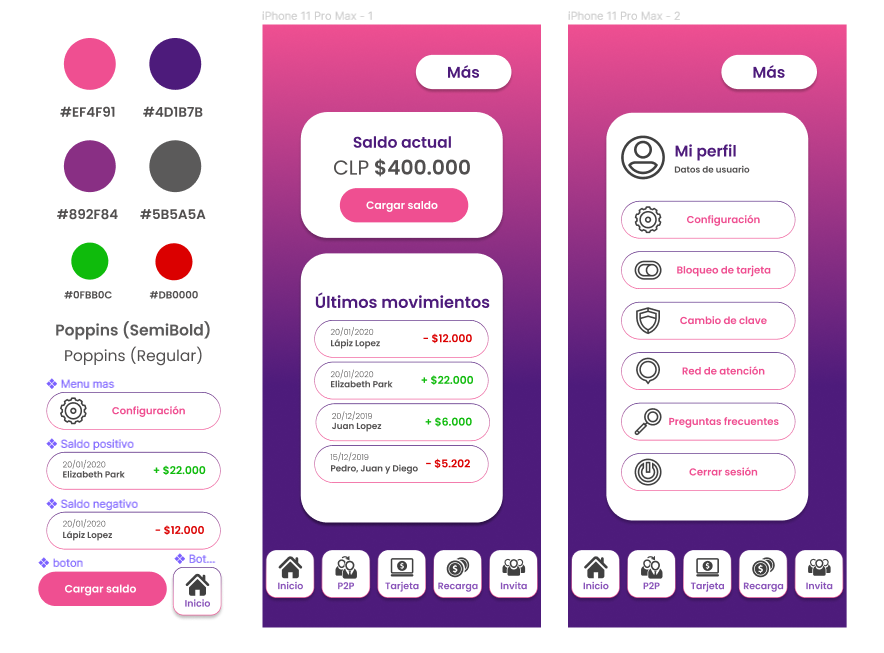 #EF4F91
#4D1B7B
#892F84
#5B5A5A
#0FBB0C
#DB0000
Poppins (SemiBold)
Poppins (Regular)
Menu mas
Configuración
Saldo positivo
20/01/2020
Elizabeth Park
+ $22.000
Saldo negativo
20/01/2020
Lápiz Lopez
- $12.000
boton
Cargar saldo
Bot...
Inicio
iPhone 11 Pro Max - 1
Más
Saldo actual
CLP $400.000
Cargar saldo
Últimos movimientos
20/01/2020
Lápiz Lopez
- $12.000
20/01/2020
Elizabeth Park
+ $22.000
20/12/2019
Juan Lopez
+ $6.000
15/12/2019
Pedro, Juan y Diego
- $5.202
Inicio
P2P
Tarjeta
Recarga
Invita
iPhone 11 Pro Max - 2
Más
Mi perfil
Datos de usuario
Configuración
Bloqueo de tarjeta
Cambio de clave
Red de atención
Preguntas frecuentes
Cerrar sesión
Inicio
P2P
Tarjeta
Recarga
Invita